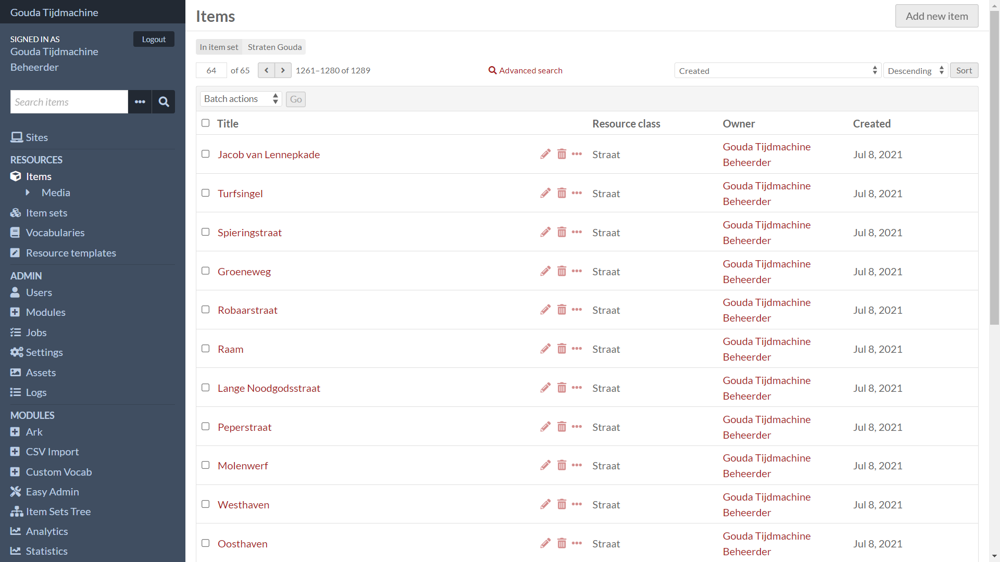 Gouda Tijdmachine
SIGNED IN AS
Gouda Tijdmachine
Beheerder
Logout
Search items
Sites
RESOURCES
Items
Media
Item sets
Vocabularies
Resource templates
ADMIN
Users
Modules
Jobs
Settings
Assets
Logs
MODULES
Ark
CSV Import
Custom Vocab
Easy Admin
Item Sets Tree
Analytics
Statistics
Items
Add new item
In item set Straten Gouda
64 of 65 1261–1280 of 1289 Advanced search Created Descending Sort
Batch actions Go
Title Resource class Owner Created
Jacob van Lennepkade Straat Gouda Tijdmachine Beheerder Jul 8, 2021
Turfsingel Straat Gouda Tijdmachine Beheerder Jul 8, 2021
Spieringstraat Straat Gouda Tijdmachine Beheerder Jul 8, 2021
Groeneweg Straat Gouda Tijdmachine Beheerder Jul 8, 2021
Robaarstraat Straat Gouda Tijdmachine Beheerder Jul 8, 2021
Raam Straat Gouda Tijdmachine Beheerder Jul 8, 2021
Lange Noodgodsstraat Straat Gouda Tijdmachine Beheerder Jul 8, 2021
Peperstraat Straat Gouda Tijdmachine Beheerder Jul 8, 2021
Molenwerf Straat Gouda Tijdmachine Beheerder Jul 8, 2021
Westhaven Straat Gouda Tijdmachine Beheerder Jul 8, 2021
Oosthaven Straat Gouda Tijdmachine Beheerder Jul 8, 2021